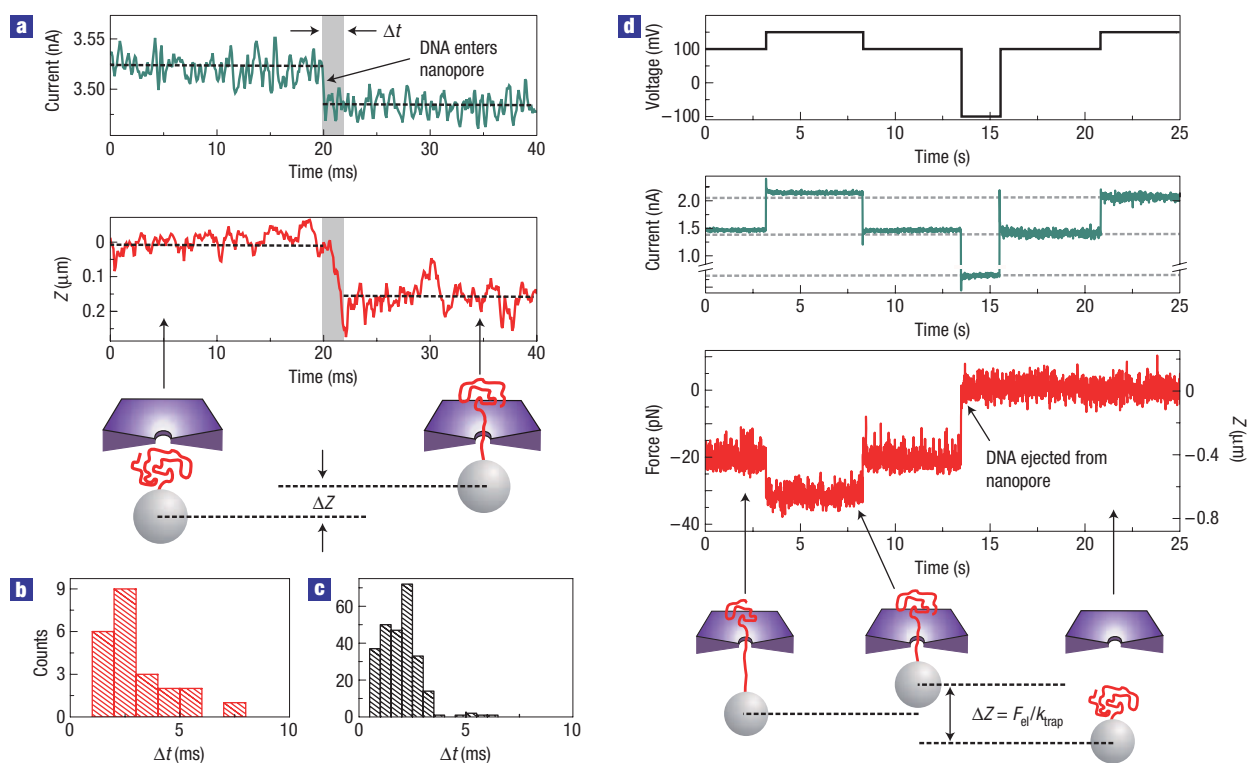 a
Current (nA)
3.55
3.50
Δt
DNA enters
nanopore
0
10
20
30
40
Time (ms)
Z (μm)
0
0.1
0.2
0
10
20
30
40
Time (ms)
ΔZ
b
Counts
9
6
3
0
0
5
10
Δt (ms)
c
60
40
20
0
0
5
10
Δt (ms)
d
Voltage (mV)
100
0
−100
0
5
10
15
20
25
Time (s)
Current (nA)
2.0
1.5
1.0
0
5
10
15
20
25
Time (s)
Force (pN)
0
−20
−40
Z (μm)
0
−0.4
−0.8
DNA ejected from
nanopore
0
5
10
15
20
25
Time (s)
ΔZ = Fel/ktrap